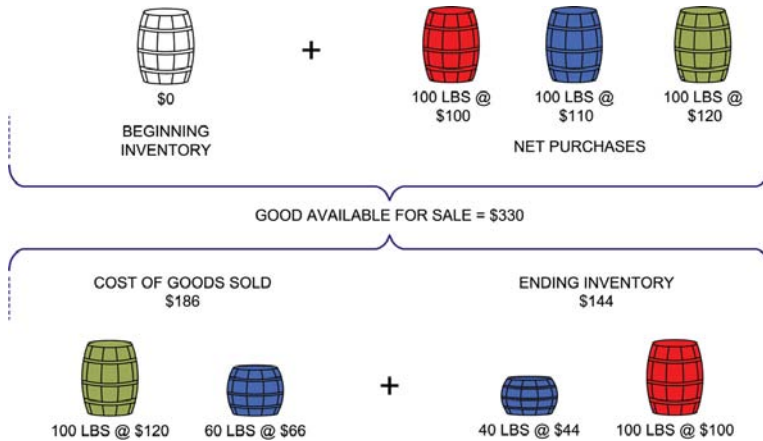 $0
BEGINNING
INVENTORY
+
100 LBS @
$100
100 LBS @
$110
100 LBS @
$120
NET PURCHASES
GOOD AVAILABLE FOR SALE = $330
COST OF GOODS SOLD
$186
ENDING INVENTORY
$144
100 LBS @ $120
60 LBS @ $66
+
40 LBS @ $44
100 LBS @ $100